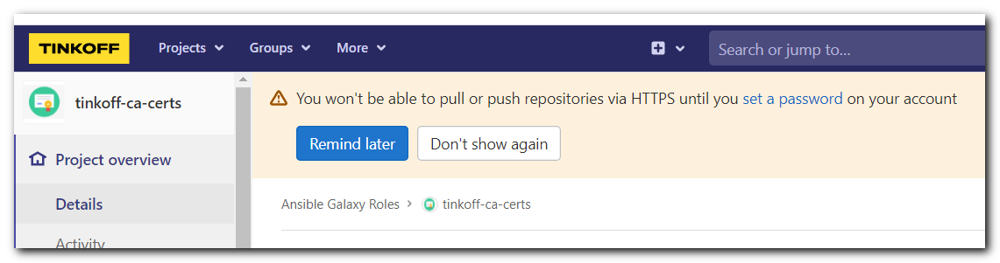 TINKOFF Projects Groups More Search or jump to...
tinkoff-ca-certs
You won't be able to pull or push repositories via HTTPS until you set a password on your account
Remind later Don't show again
Project overview
Details
Activity
Ansible Galaxy Roles > tinkoff-ca-certs